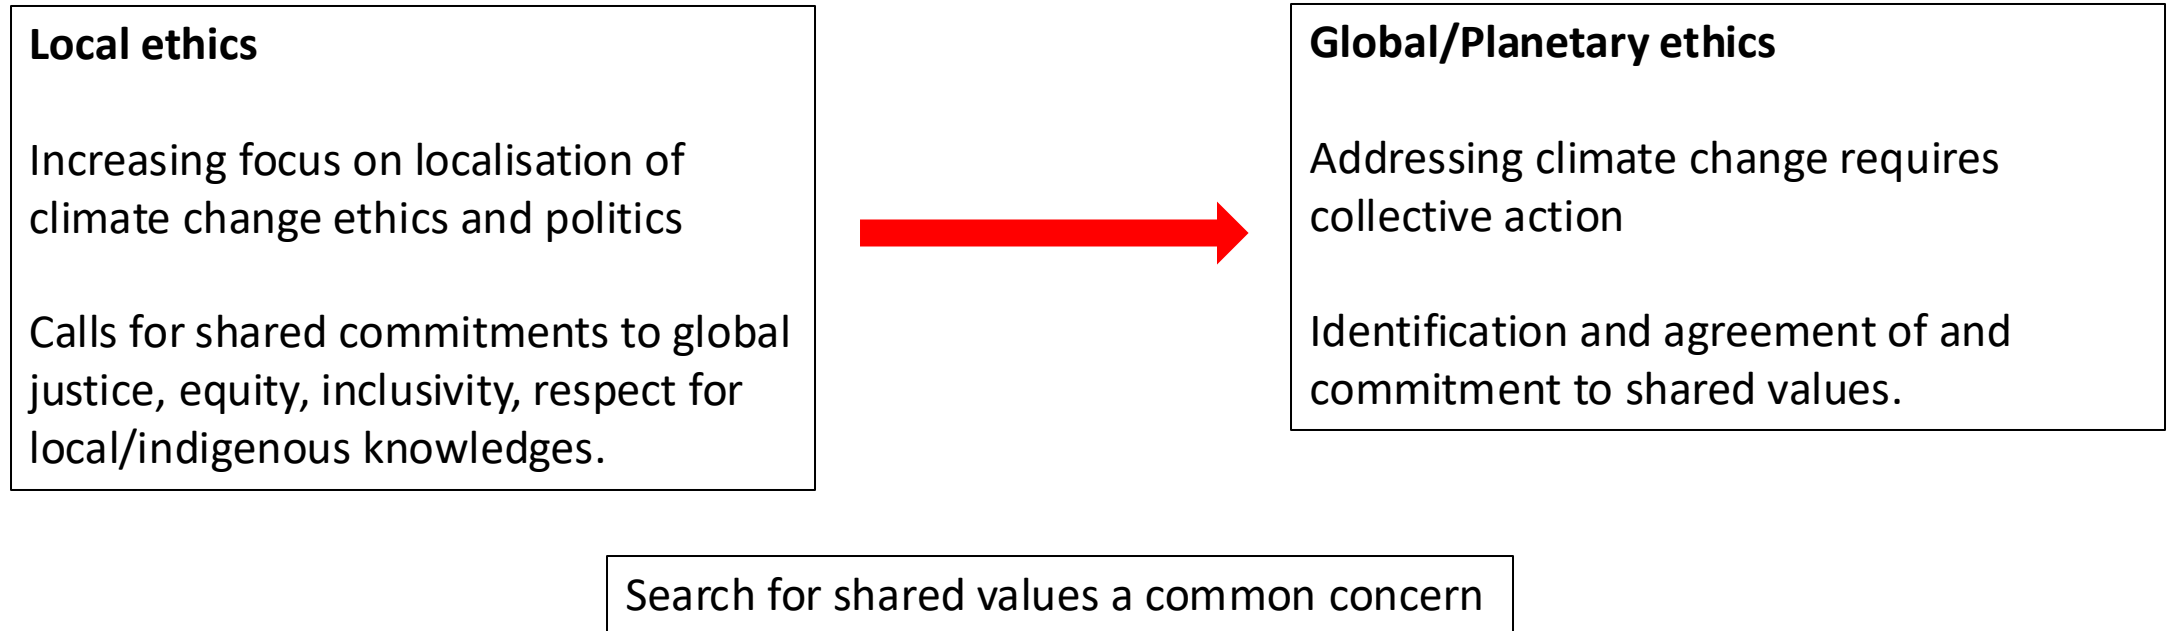 Local ethics
Increasing focus on localisation of
climate change ethics and politics
Calls for shared commitments to global
justice, equity, inclusivity, respect for
local/indigenous knowledges.
Global/Planetary ethics
Addressing climate change requires
collective action
Identification and agreement of and
commitment to shared values.
Search for shared values a common concern